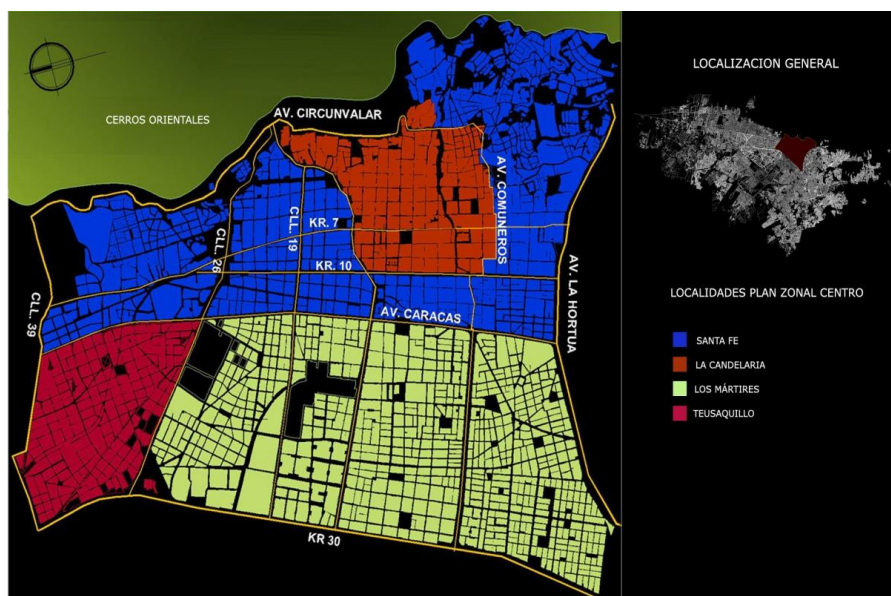 CERROS ORIENTALES
AV. CIRCUNVALAR
AV. COMUNEROS
CLL. 19
KR. 7
CLL. 26
KR. 10
AV. LA HORTUA
CLL. 39
AV. CARACAS
KR 30
LOCALIZACION GENERAL
LOCALIDADES PLAN ZONAL CENTRO
SANTA FE
LA CANDELARIA
LOS MÁRTIRES
TEUSAQUILLO